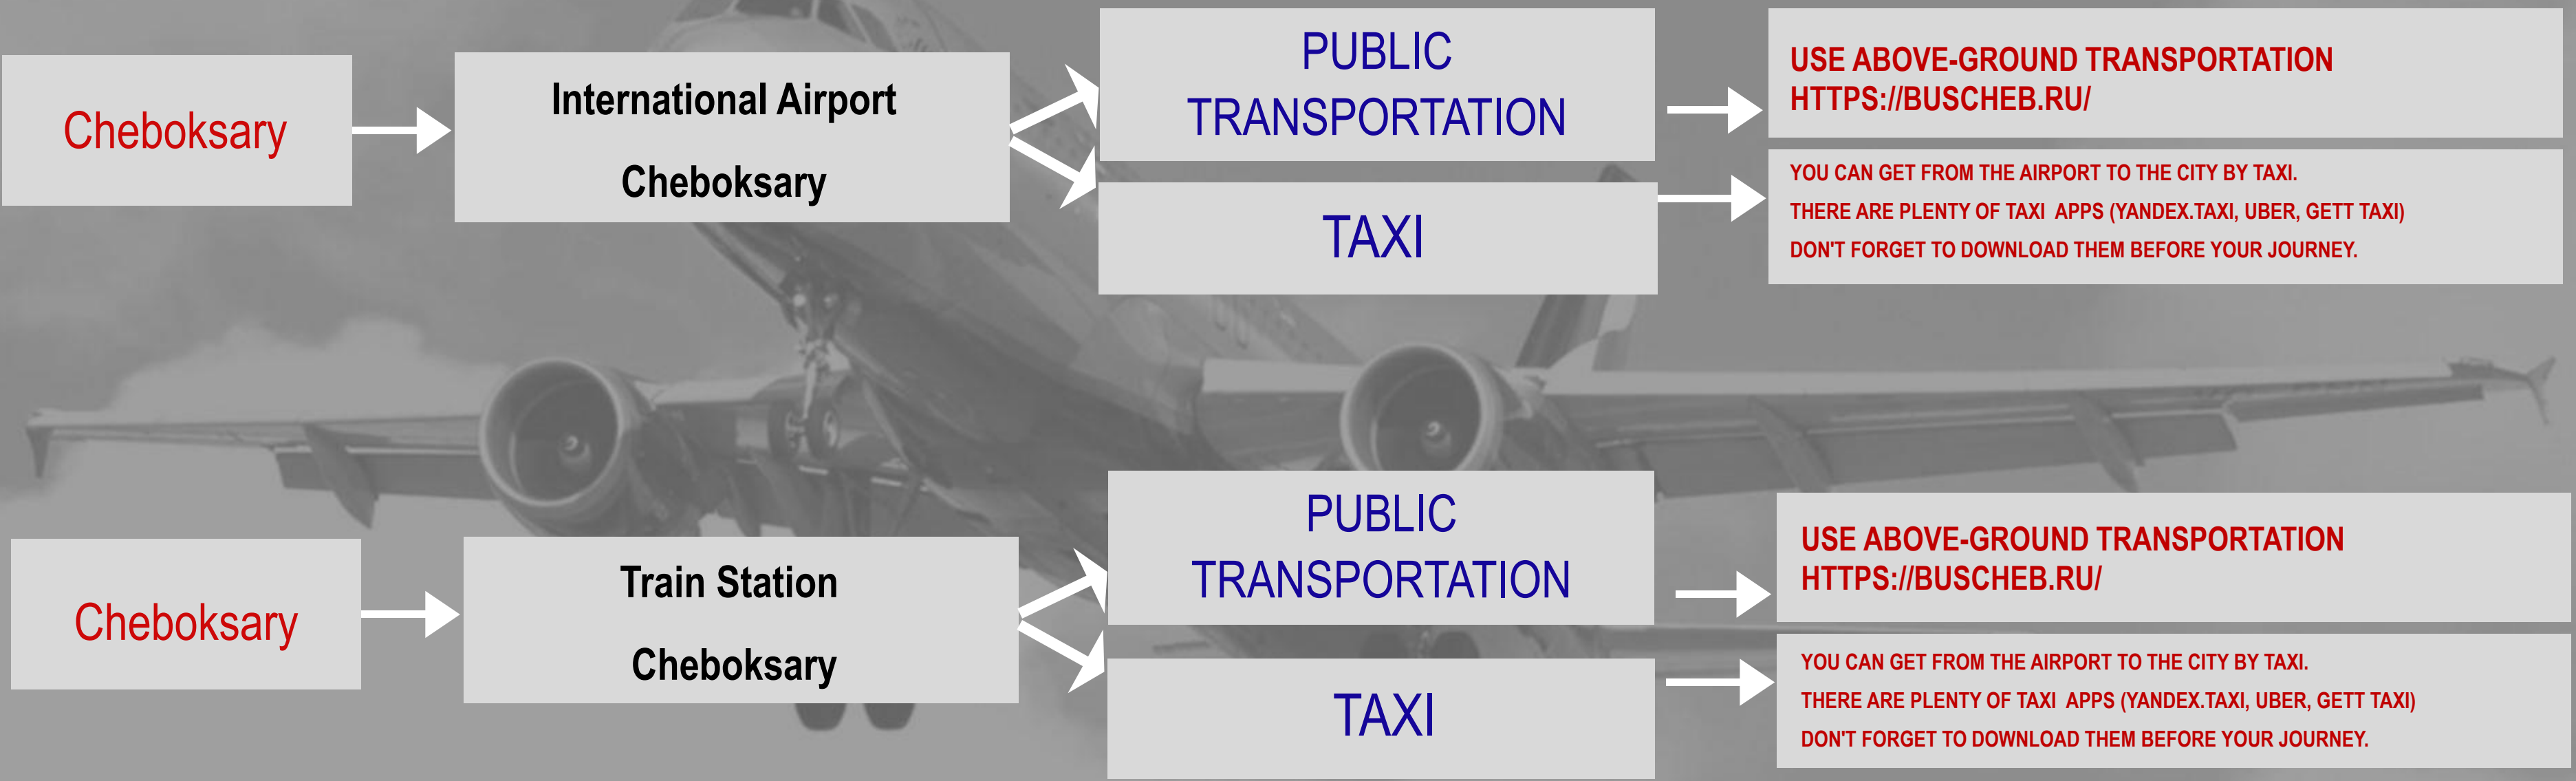 Cheboksary
International Airport
Cheboksary
PUBLIC
TRANSPORTATION
TAXI
USE ABOVE-GROUND TRANSPORTATION
HTTPS://BUSCHEB.RU/
YOU CAN GET FROM THE AIRPORT TO THE CITY BY TAXI.
THERE ARE PLENTY OF TAXI APPS (YANDEX.TAXI, UBER, GETT TAXI)
DON'T FORGET TO DOWNLOAD THEM BEFORE YOUR JOURNEY.
Cheboksary
Train Station
Cheboksary
PUBLIC
TRANSPORTATION
TAXI
USE ABOVE-GROUND TRANSPORTATION
HTTPS://BUSCHEB.RU/
YOU CAN GET FROM THE AIRPORT TO THE CITY BY TAXI.
THERE ARE PLENTY OF TAXI APPS (YANDEX.TAXI, UBER, GETT TAXI)
DON'T FORGET TO DOWNLOAD THEM BEFORE YOUR JOURNEY.